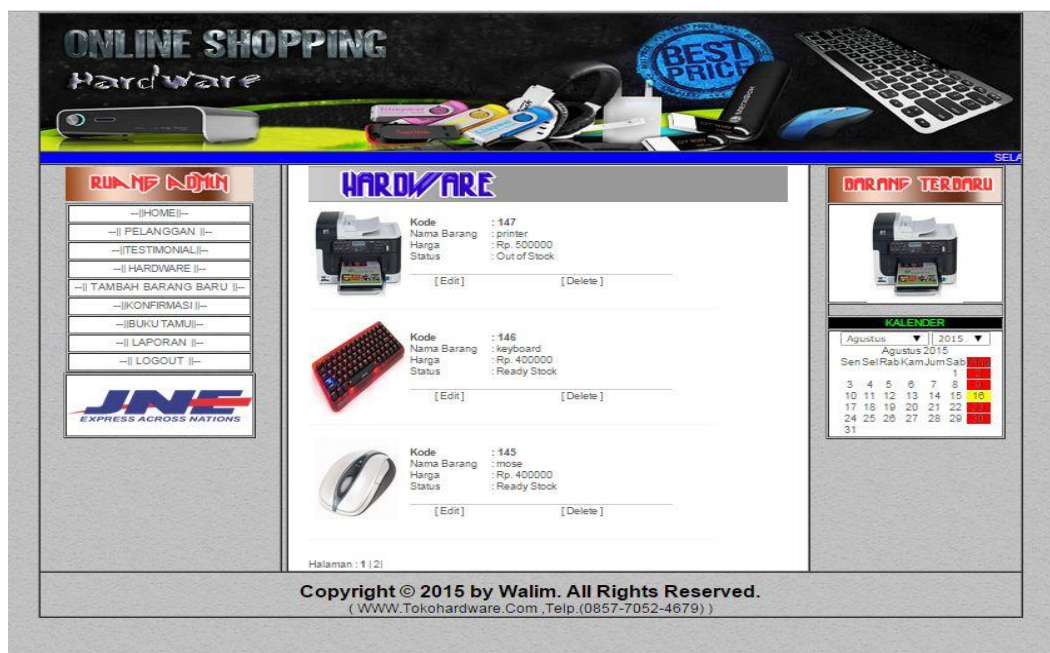 ONLINE SHOPPING
Hardware
BEST
PRICE
SELA
RUANG ADMIN
--||HOME||--
--|| PELANGGAN ||--
--||TESTIMONIAL||--
--|| HARDWARE ||--
--|| TAMBAH BARANG BARU ||--
--||KONFIRMASI ||--
--||BUKU TAMU||--
--|| LAPORAN ||--
--|| LOGOUT ||--
JNE
EXPRESS ACROSS NATIONS
HARDWARE
Kode : 147
Nama Barang : printer
Harga : Rp. 500000
Status : Out of Stock
[ Edit ] [ Delete ]
Kode : 146
Nama Barang : keyboard
Harga : Rp. 400000
Status : Ready Stock
[ Edit ] [ Delete ]
Kode : 145
Nama Barang : mose
Harga : Rp. 400000
Status : Ready Stock
[ Edit ] [ Delete ]
Halaman : 1 | 2|
BARANG TERBARU
KALENDER
Agustus 2015
Agustus 2015
Sen Sel Rab Kam Jum Sab
1 2
3 4 5 6 7 8 9
10 11 12 13 14 15 16
17 18 19 20 21 22 23
24 25 26 27 28 29 30
31
Copyright © 2015 by Walim. All Rights Reserved.
( WWW.Tokohardware.Com ,Telp.(0857-7052-4679) )